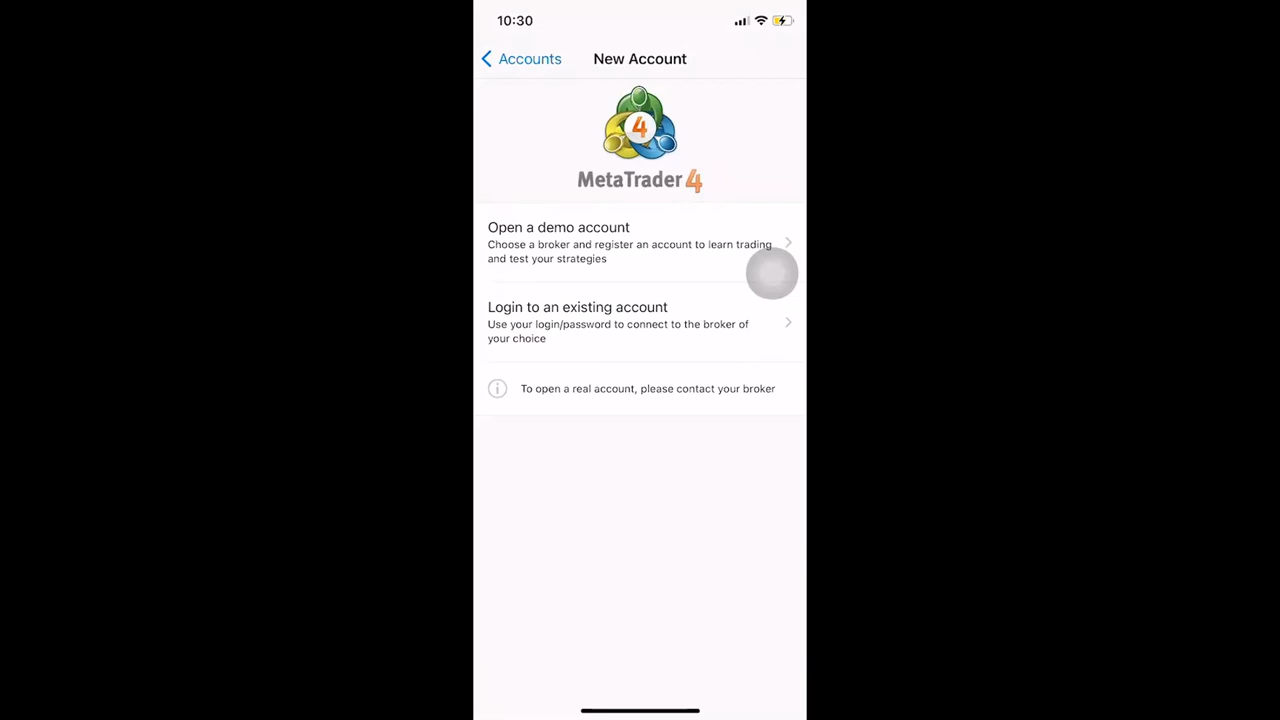 10:30
Accounts
New Account
4
MetaTrader 4
Open a demo account
Choose a broker and register an account to learn trading
and test your strategies
Login to an existing account
Use your login/password to connect to the broker of
your choice
To open a real account, please contact your broker